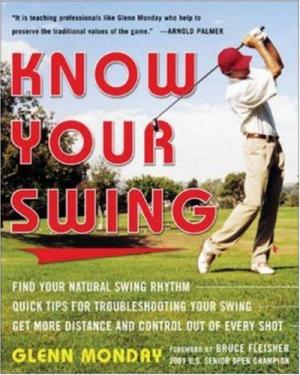 "It is teaching professionals like Glenn Monday who help to
preserve the traditional values of the game." —ARNOLD PALMER
KNOW
YOUR
SWING
FIND YOUR NATURAL SWING RHYTHM
QUICK TIPS FOR TROUBLESHOOTING YOUR SWING
GET MORE DISTANCE AND CONTROL OUT OF EVERY SHOT
GLENN MONDAY FOREWORD BY BRUCE FLEISHER
2001 U.S. SENIOR OPEN CHAMPION